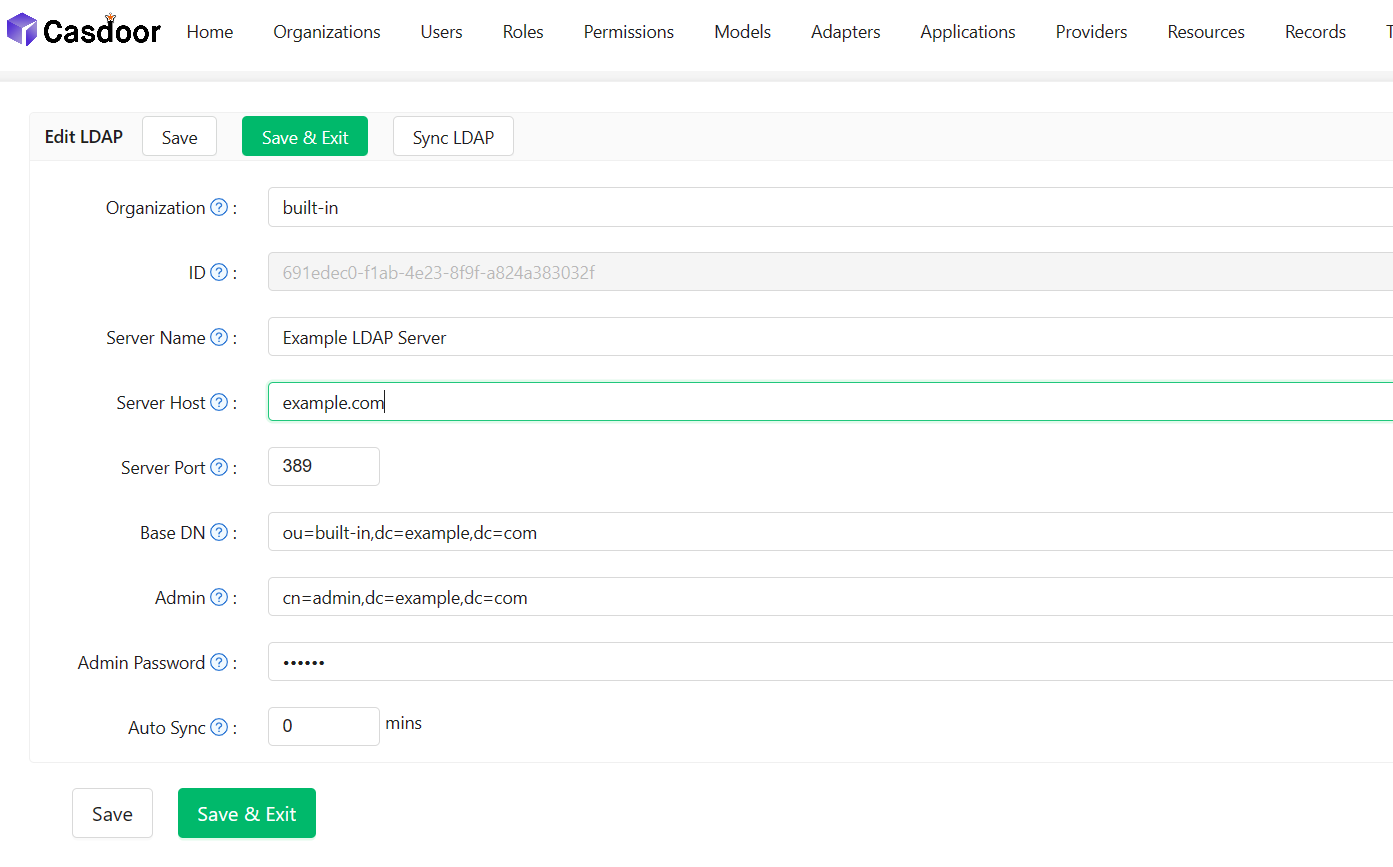 Casdoor Home Organizations Users Roles Permissions Models Adapters Applications Providers Resources Records
Edit LDAP Save Save & Exit Sync LDAP
Organization ? : built-in
ID ? : 691edec0-f1ab-4e23-8f9f-a824a383032f
Server Name ? : Example LDAP Server
Server Host ? : example.com
Server Port ? : 389
Base DN ? : ou=built-in,dc=example,dc=com
Admin ? : cn=admin,dc=example,dc=com
Admin Password ? : ••••••
Auto Sync ? : 0 mins
Save Save & Exit